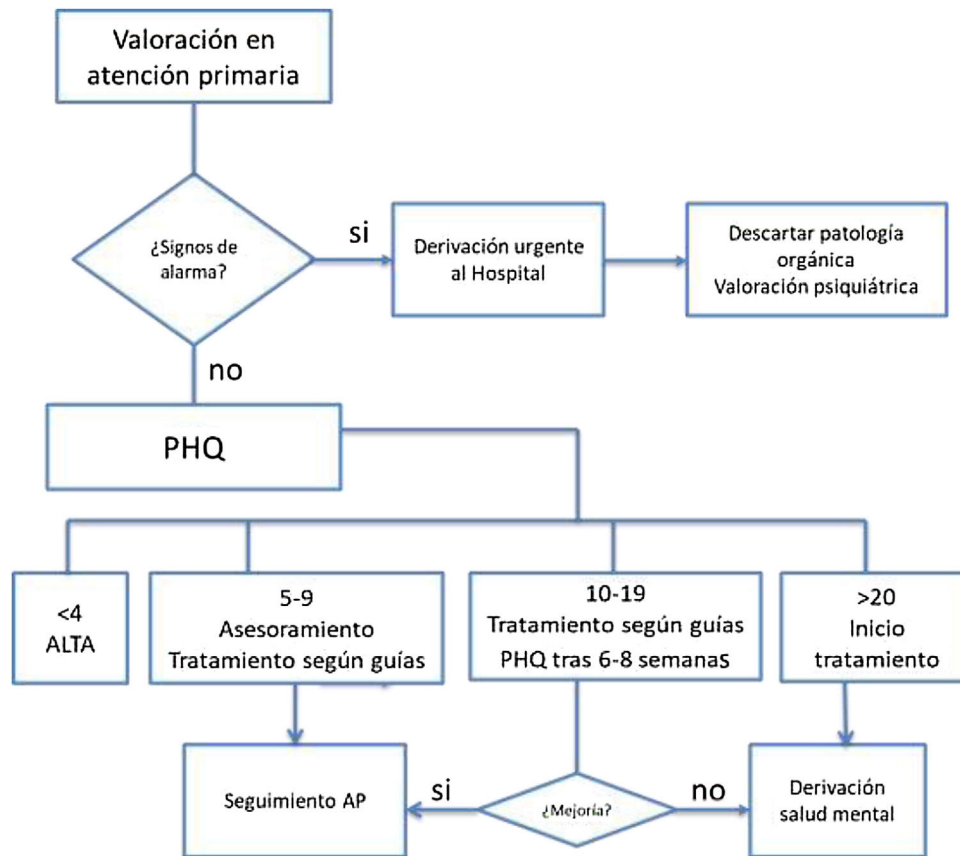 Valoración en
atención primaria
¿Signos de
alarma?
si
Derivación urgente
al Hospital
Descartar patología
orgánica
Valoración psiquiátrica
no
PHQ
<4
ALTA
5-9
Asesoramiento
Tratamiento según guías
10-19
Tratamiento según guías
PHQ tras 6-8 semanas
>20
Inicio
tratamiento
Seguimiento AP
si
¿Mejoría?
no
Derivación
salud mental